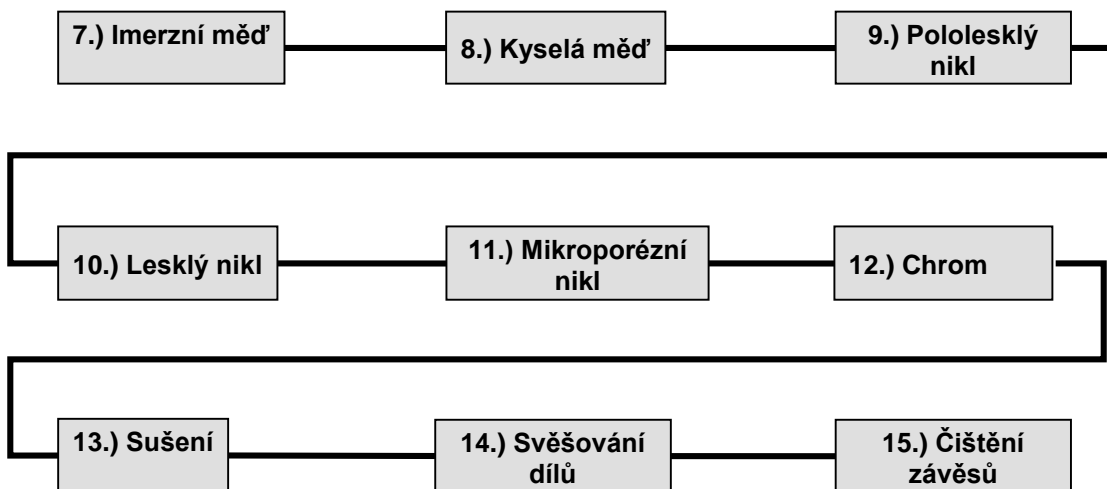 7.) Imerzní měď
8.) Kyselá měď
9.) Pololesklý
nikl
10.) Lesklý nikl
11.) Mikroporézní
nikl
12.) Chrom
13.) Sušení
14.) Svěšování
dílů
15.) Čištění
závěsů